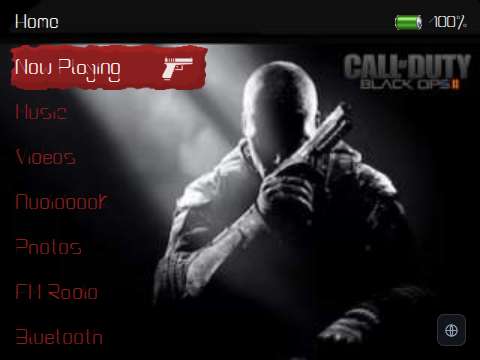 Home
100%
Now Playing
CALL OF DUTY
BLACK OPS II
Music
Videos
Audiobook
Photos
FM Radio
Bluetooth